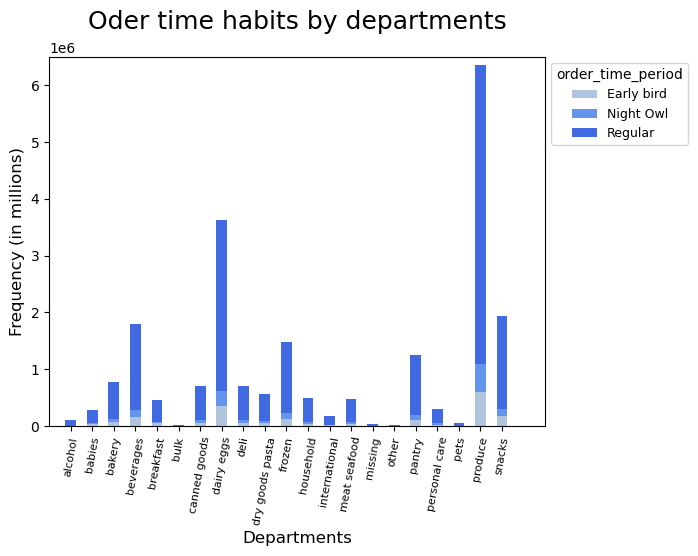 Oder time habits by departments
1e6
6
5
4
3
2
1
0
Frequency (in millions)
alcohol
babies
bakery
beverages
breakfast
bulk
canned goods
dairy eggs
deli
dry goods pasta
frozen
household
international
meat seafood
missing
other
pantry
personal care
pets
produce
snacks
Departments
order_time_period
Early bird
Night Owl
Regular